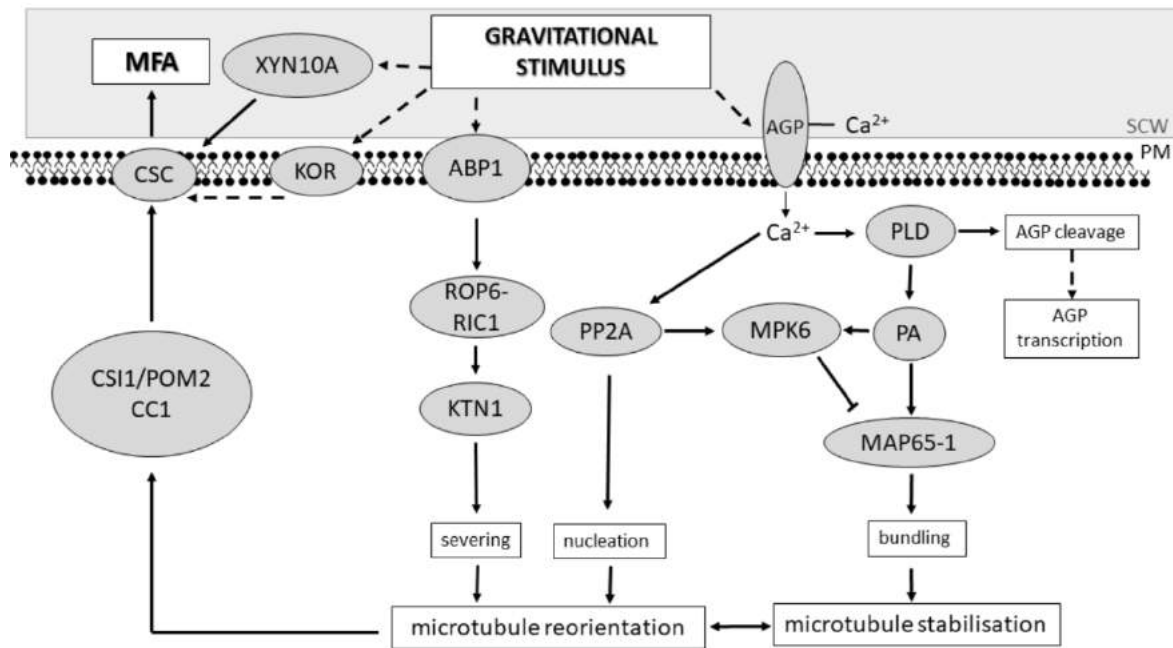 GRAVITATIONAL
STIMULUS
MFA
XYN10A
AGP
Ca²⁺
SCW
PM
CSC
KOR
ABP1
Ca²⁺
PLD
AGP cleavage
ROP6-
RIC1
PP2A
MPK6
PA
AGP
transcription
CSI1/POM2
CC1
KTN1
MAP65-1
severing
nucleation
bundling
microtubule reorientation
microtubule stabilisation